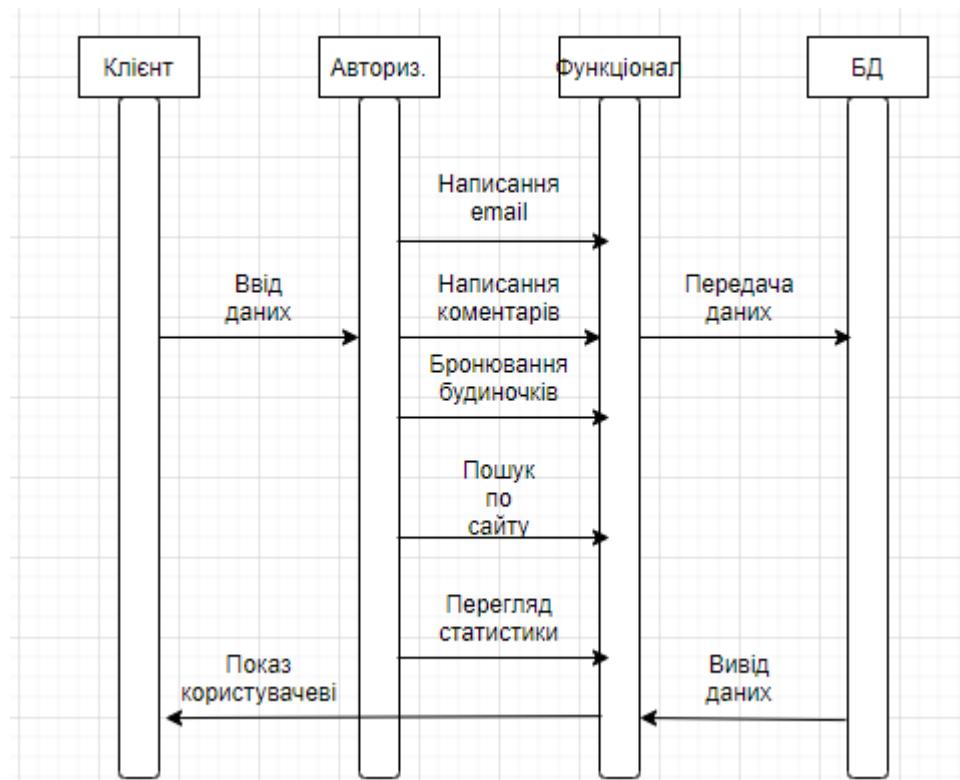 Клієнт
Авториз.
Функціонал
БД
Написання
email
Ввід
даних
Написання
коментарів
Передача
даних
Бронювання
будиночків
Пошук
по
сайту
Перегляд
статистики
Показ
користувачеві
Вивід
даних